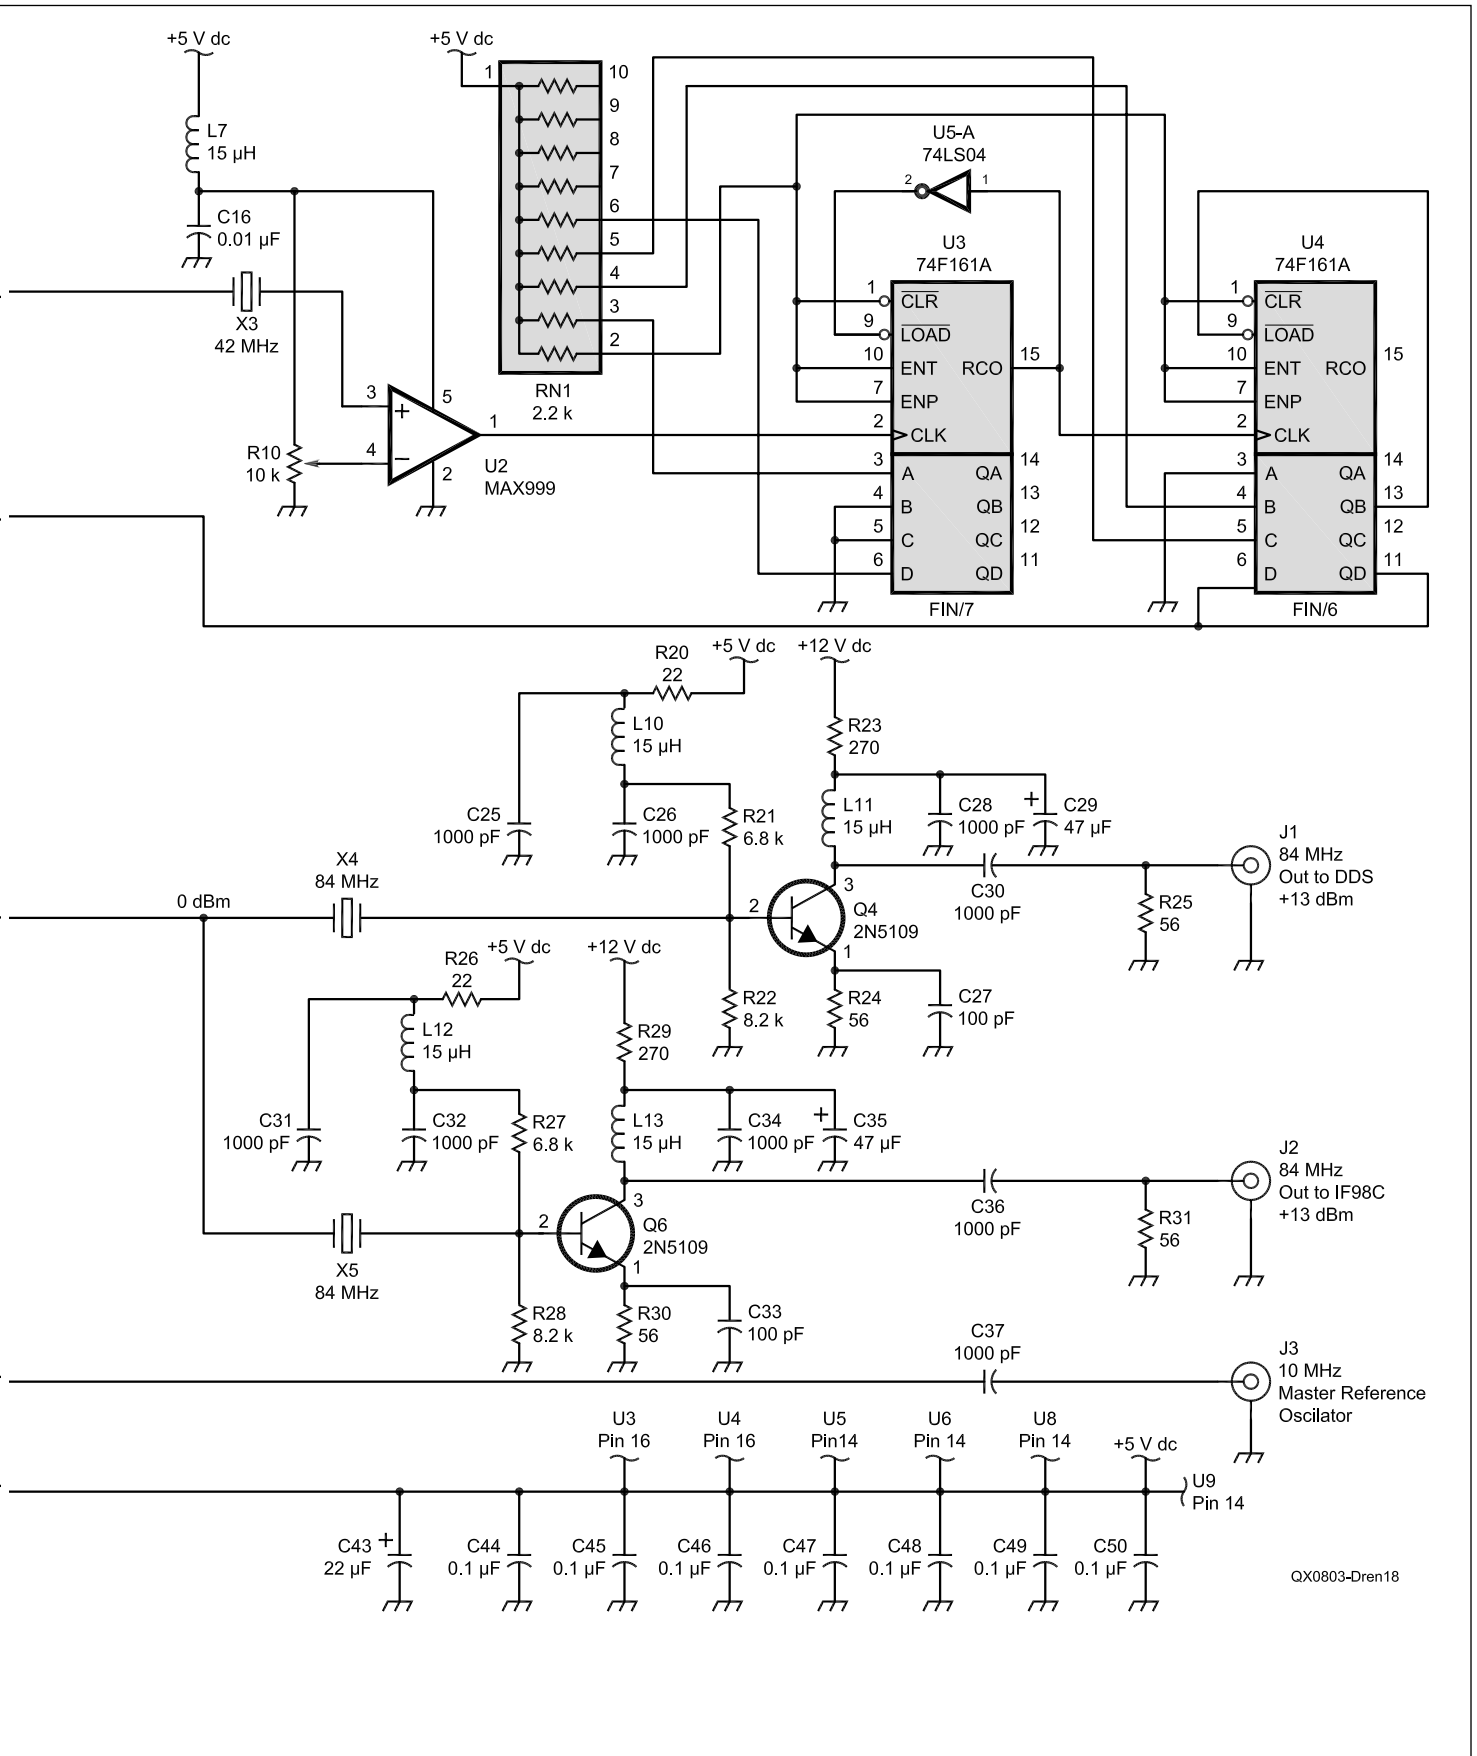 +5 V dc
+5 V dc
1
10
9
8
7
6
5
4
3
2
RN1
2.2 k
L7
15 µH
C16
0.01 µF
X3
42 MHz
R10
10 k
3
4
5
2
1
+
–
U2
MAX999
U5-A
74LS04
2
1
U3
74F161A
1
CLR
9
LOAD
10
ENT
RCO
15
7
ENP
2
CLK
3
A
QA
14
4
B
QB
13
5
C
QC
12
6
D
QD
11
FIN/7
U4
74F161A
1
CLR
9
LOAD
10
ENT
RCO
15
7
ENP
2
CLK
3
A
QA
14
4
B
QB
13
5
C
QC
12
6
D
QD
11
FIN/6
R20
22
+5 V dc
+12 V dc
L10
15 µH
R23
270
C25
1000 pF
C26
1000 pF
R21
6.8 k
L11
15 µH
C28
1000 pF
+
C29
47 µF
J1
84 MHz
Out to DDS
+13 dBm
X4
84 MHz
0 dBm
2
3
1
Q4
2N5109
C30
1000 pF
R25
56
R26
22
+5 V dc
+12 V dc
R22
8.2 k
R24
56
C27
100 pF
L12
15 µH
R29
270
C31
1000 pF
C32
1000 pF
R27
6.8 k
L13
15 µH
C34
1000 pF
+
C35
47 µF
J2
84 MHz
Out to IF98C
+13 dBm
X5
84 MHz
2
3
1
Q6
2N5109
C36
1000 pF
R31
56
R28
8.2 k
R30
56
C33
100 pF
C37
1000 pF
J3
10 MHz
Master Reference
Oscilator
U3
Pin 16
U4
Pin 16
U5
Pin14
U6
Pin 14
U8
Pin 14
+5 V dc
U9
Pin 14
C43
22 µF
+
C44
0.1 µF
C45
0.1 µF
C46
0.1 µF
C47
0.1 µF
C48
0.1 µF
C49
0.1 µF
C50
0.1 µF
QX0803-Dren18